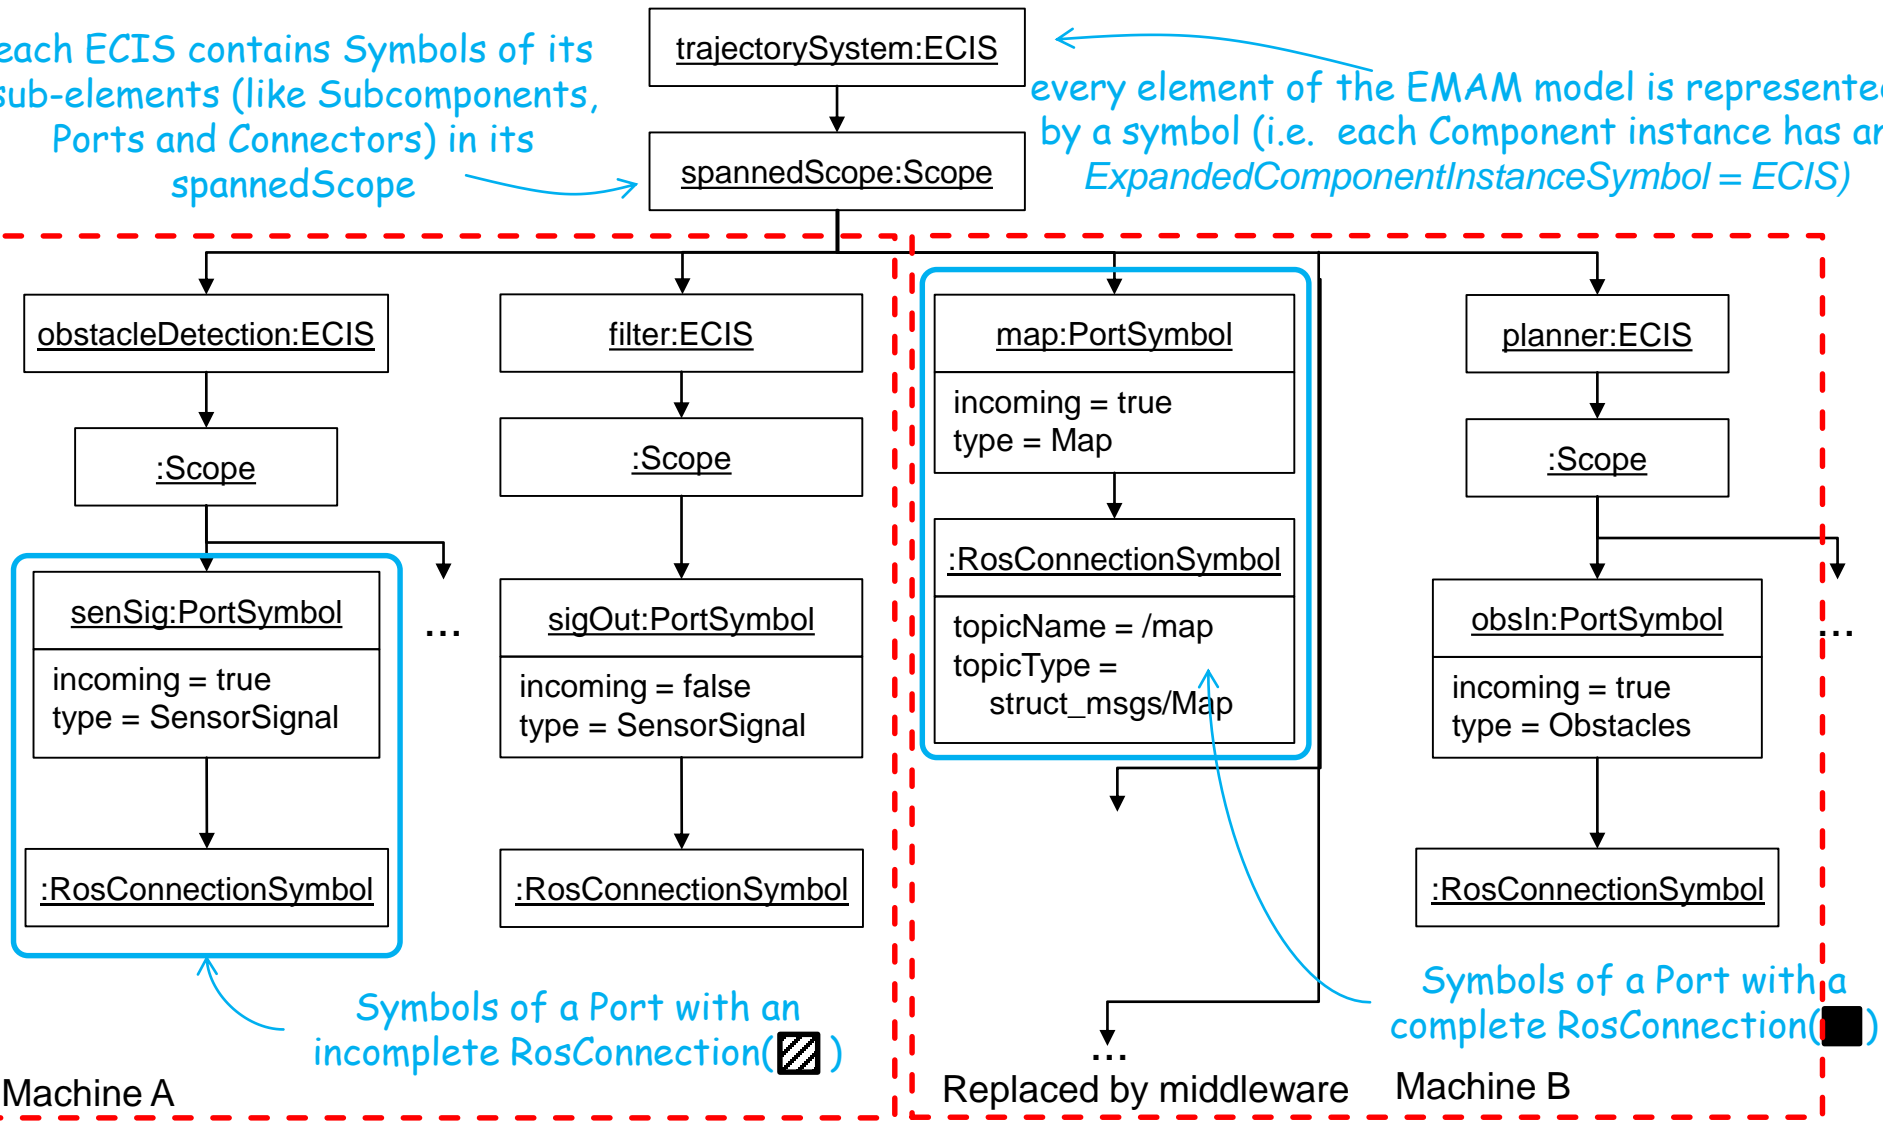 each ECIS contains Symbols of its
sub-elements (like Subcomponents,
Ports and Connectors) in its
spannedScope
trajectorySystem:ECIS
spannedScope:Scope
every element of the EMAM model is represented
by a symbol (i.e. each Component instance has an
ExpandedComponentInstanceSymbol = ECIS)
obstacleDetection:ECIS
:Scope
senSig:PortSymbol
incoming = true
type = SensorSignal
:RosConnectionSymbol
...
filter:ECIS
:Scope
sigOut:PortSymbol
incoming = false
type = SensorSignal
:RosConnectionSymbol
map:PortSymbol
incoming = true
type = Map
:RosConnectionSymbol
topicName = /map
topicType =
struct_msgs/Map
...
planner:ECIS
:Scope
obsIn:PortSymbol
incoming = true
type = Obstacles
:RosConnectionSymbol
...
Symbols of a Port with an
incomplete RosConnection( )
Symbols of a Port with a
complete RosConnection( )
Machine A
Replaced by middleware
Machine B